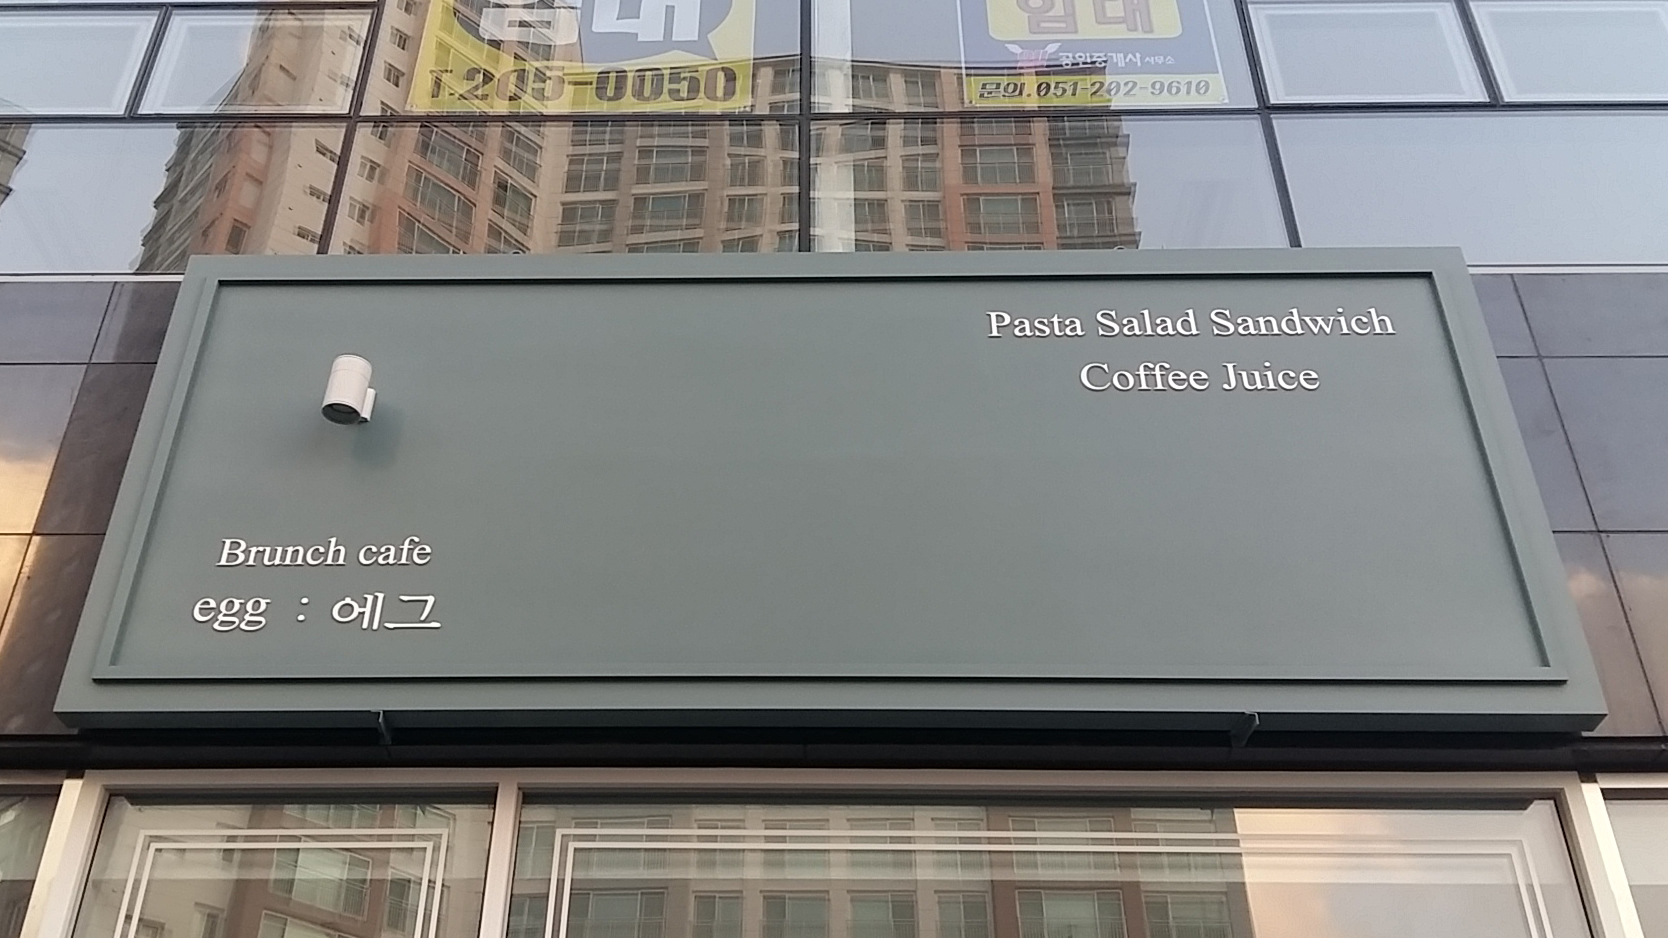 임대
T.205-0050
임대
공인중개사 사무소
문의.051-202-9610
Pasta Salad Sandwich
Coffee Juice
Brunch cafe
egg : 에그